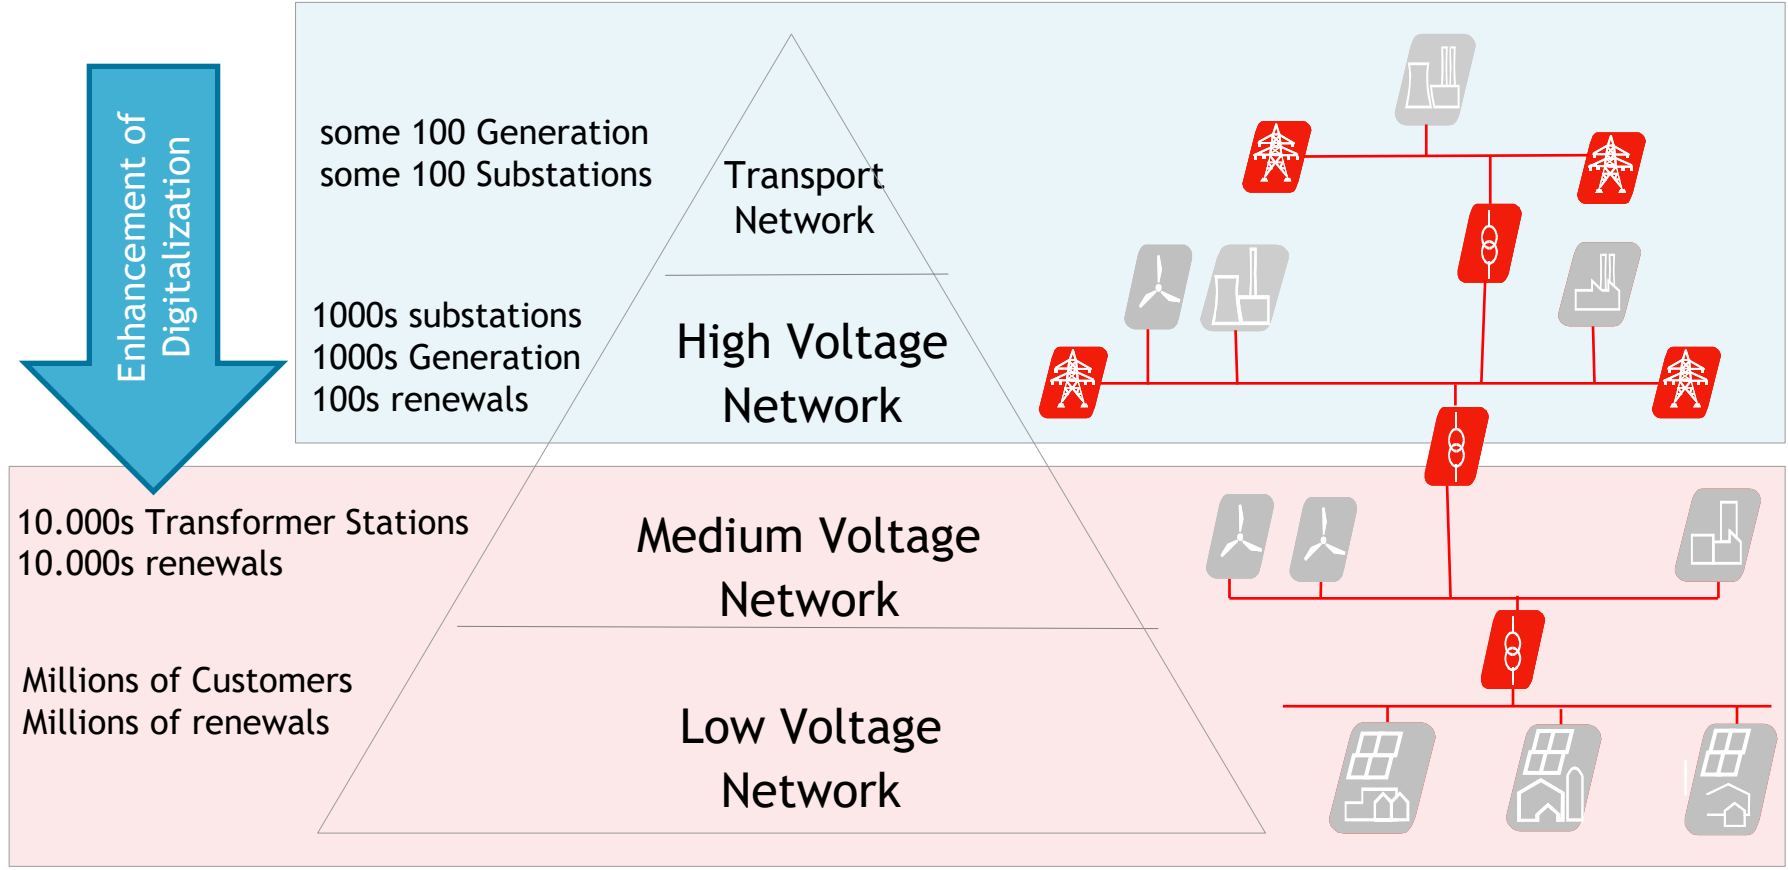 Enhancement of
Digitalization
some 100 Generation
some 100 Substations
Transport
Network
1000s substations
1000s Generation
100s renewals
High Voltage
Network
10.000s Transformer Stations
10.000s renewals
Medium Voltage
Network
Millions of Customers
Millions of renewals
Low Voltage
Network